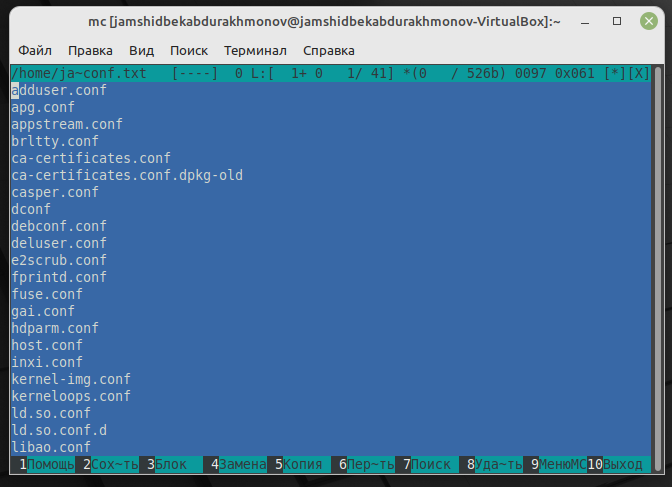 mc [jamshidbekabdurakhmonov@jamshidbekabdurakhmonov-VirtualBox]:~
Файл Правка Вид Поиск Терминал Справка
/home/ja~conf.txt [----] 0 L:[ 1+ 0 1/ 41] *(0 / 526b) 0097 0x061 [*][X]
adduser.conf
apg.conf
appstream.conf
brltty.conf
ca-certificates.conf
ca-certificates.conf.dpkg-old
casper.conf
dconf
debconf.conf
deluser.conf
e2scrub.conf
fprintd.conf
fuse.conf
gai.conf
hdparm.conf
host.conf
inxi.conf
kernel-img.conf
kerneloops.conf
ld.so.conf
ld.so.conf.d
libao.conf
1Помощь 2Сох~ть 3Блок 4Замена 5Копия 6Пер~ть 7Поиск 8Уда~ть 9МенюMC 10Выход